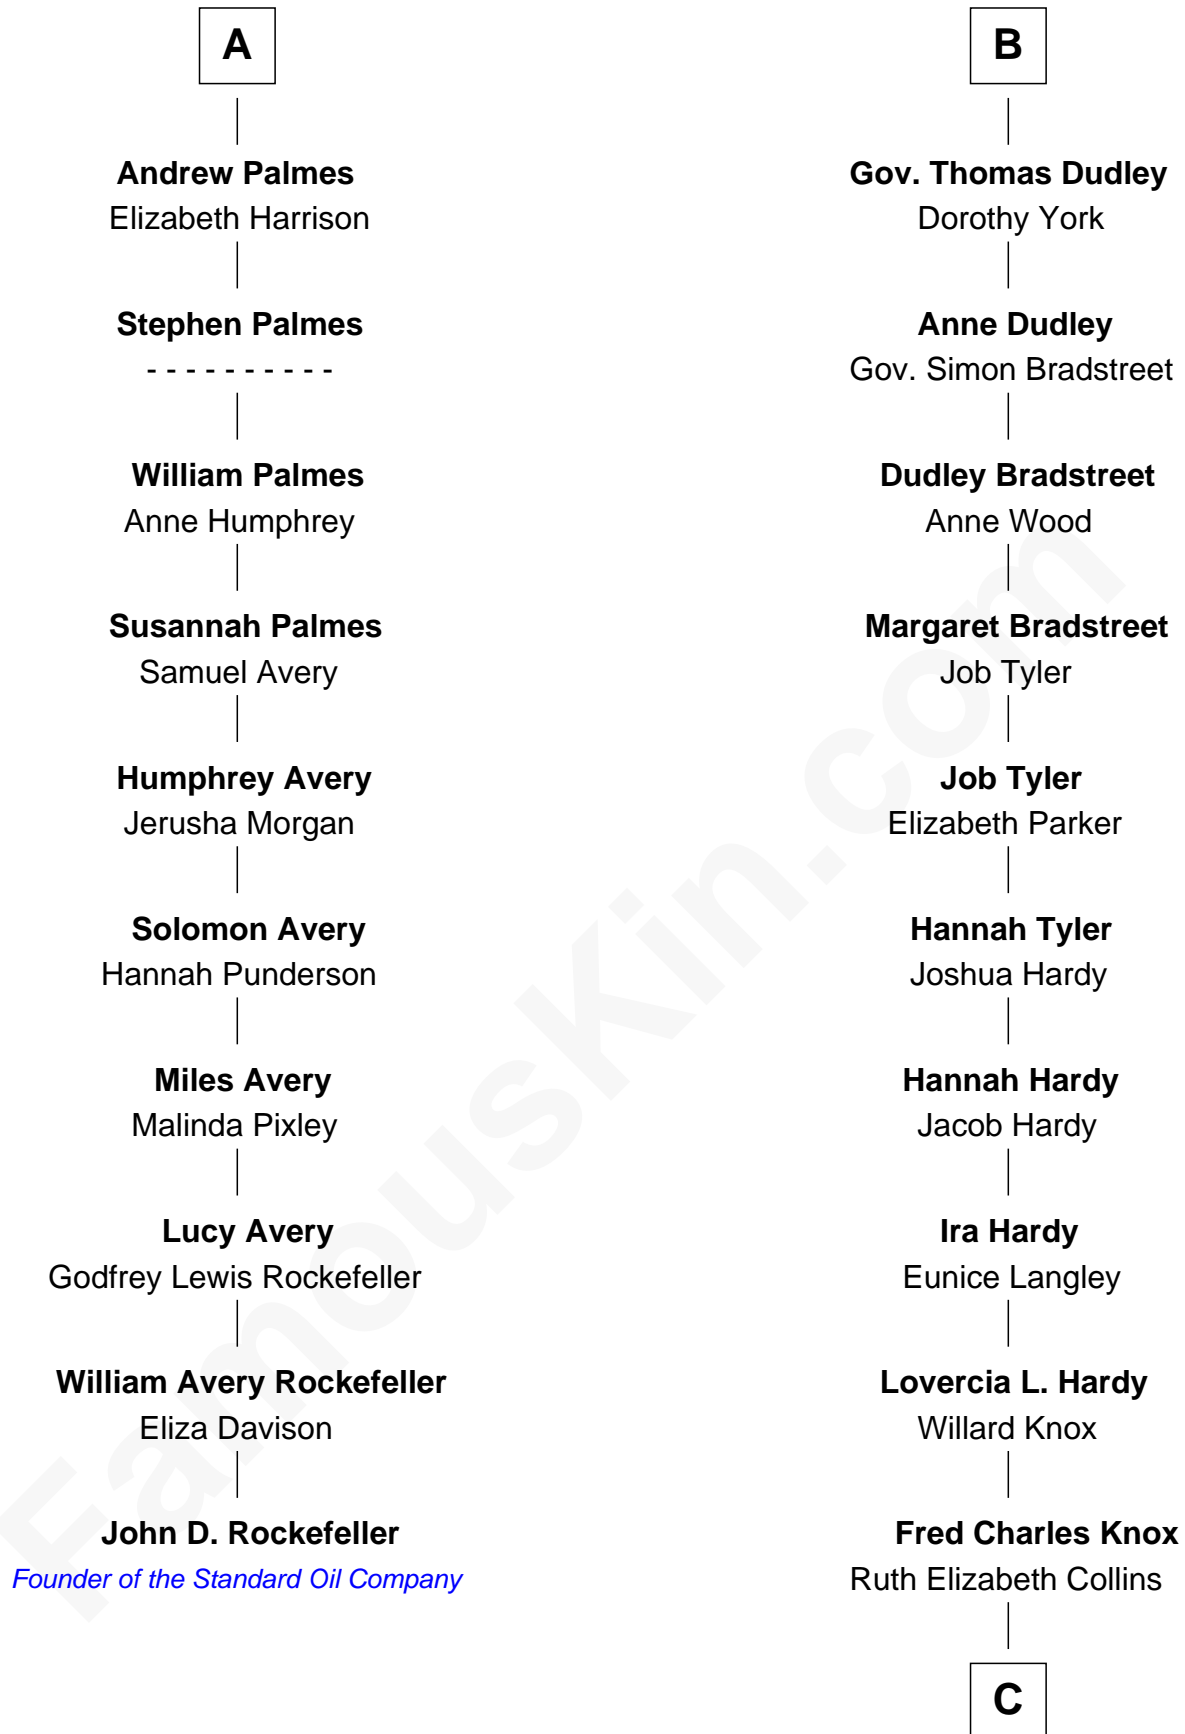 A
Andrew Palmes
Elizabeth Harrison
Stephen Palmes
- - - - - - - - - -
William Palmes
Anne Humphrey
Susannah Palmes
Samuel Avery
Humphrey Avery
Jerusha Morgan
Solomon Avery
Hannah Punderson
Miles Avery
Malinda Pixley
Lucy Avery
Godfrey Lewis Rockefeller
William Avery Rockefeller
Eliza Davison
John D. Rockefeller
Founder of the Standard Oil Company
B
Gov. Thomas Dudley
Dorothy York
Anne Dudley
Gov. Simon Bradstreet
Dudley Bradstreet
Anne Wood
Margaret Bradstreet
Job Tyler
Job Tyler
Elizabeth Parker
Hannah Tyler
Joshua Hardy
Hannah Hardy
Jacob Hardy
Ira Hardy
Eunice Langley
Lovercia L. Hardy
Willard Knox
Fred Charles Knox
Ruth Elizabeth Collins
C
FamousKin.com